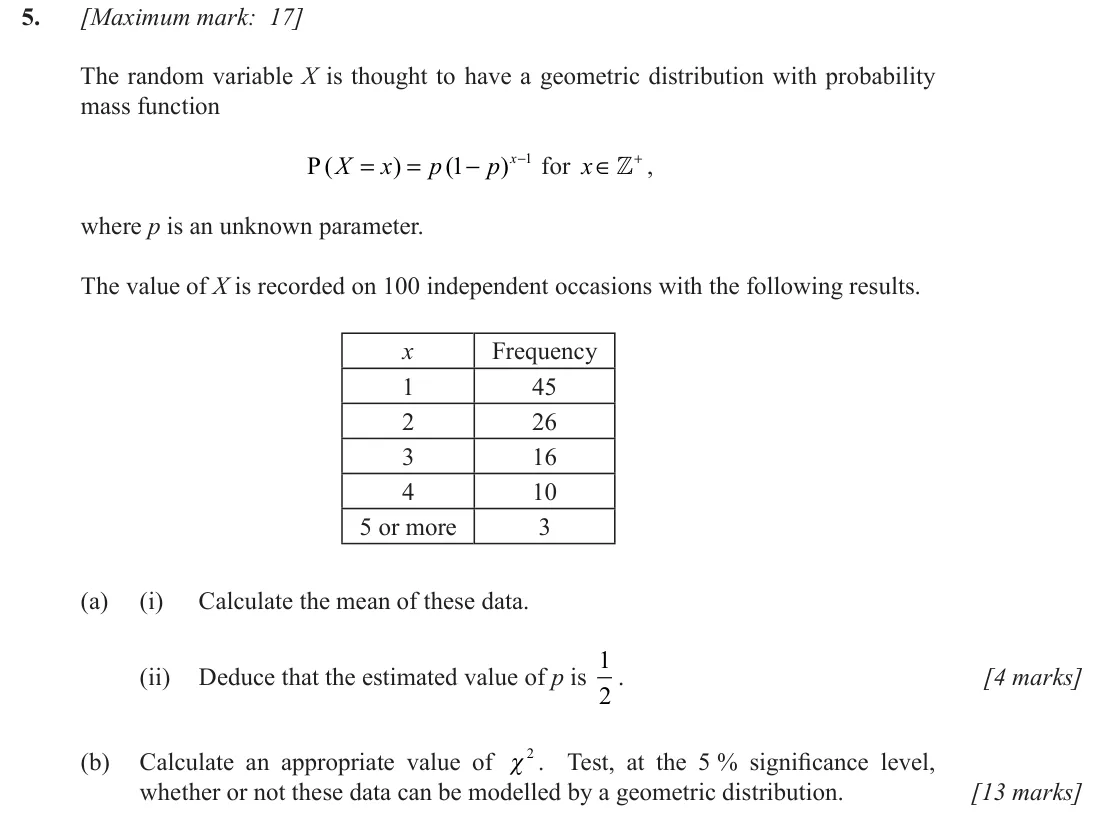 5. [Maximum mark: 17]
The random variable X is thought to have a geometric distribution with probability
mass function
P(X = x) = p(1 − p)^{x−1} for x ∈ ℤ⁺,
where p is an unknown parameter.
The value of X is recorded on 100 independent occasions with the following results.
x Frequency
1 45
2 26
3 16
4 10
5 or more 3
(a) (i) Calculate the mean of these data.
(ii) Deduce that the estimated value of p is 1/2. [4 marks]
(b) Calculate an appropriate value of χ². Test, at the 5 % significance level,
whether or not these data can be modelled by a geometric distribution. [13 marks]